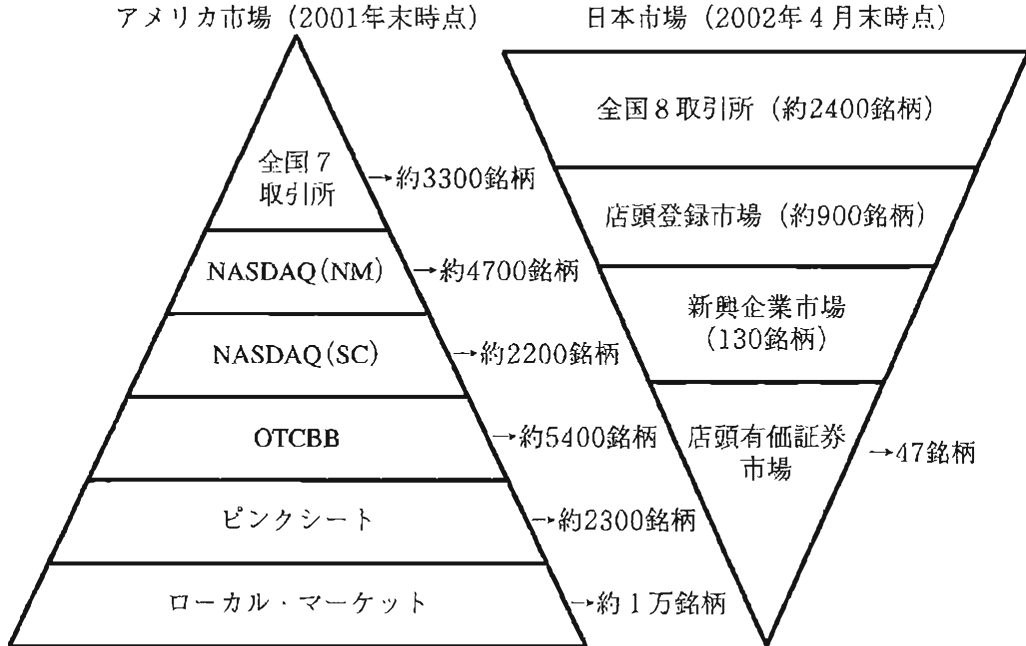 アメリカ市場（2001年末時点）
全国7
取引所
→約3300銘柄
NASDAQ(NM)
→約4700銘柄
NASDAQ(SC)
→約2200銘柄
OTCBB
→約5400銘柄
ピンクシート
→約2300銘柄
ローカル・マーケット
→約1万銘柄
日本市場（2002年4月末時点）
全国8取引所（約2400銘柄）
店頭登録市場（約900銘柄）
新興企業市場
（130銘柄）
店頭有価証券
市場
→47銘柄